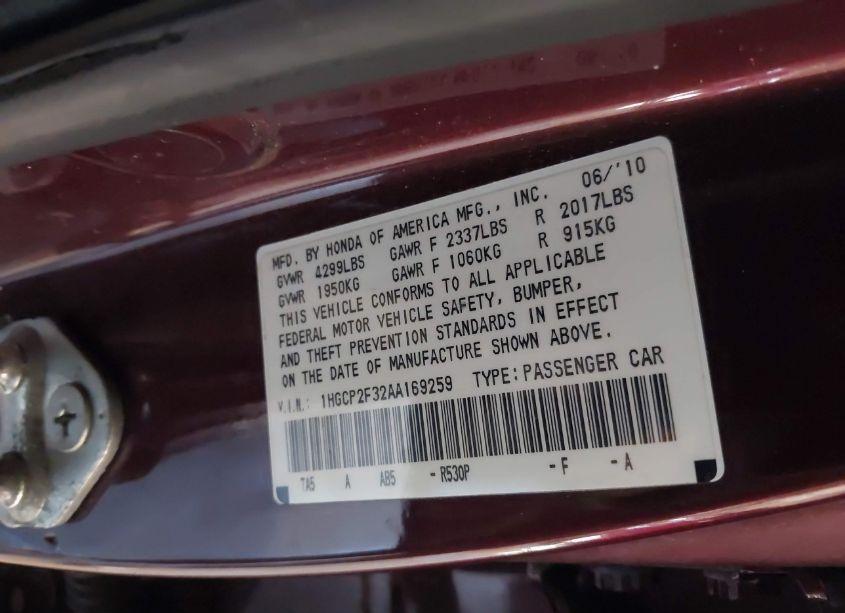 MFD. BY HONDA OF AMERICA MFG., INC. 06/'10
GVWR 4299LBS GAWR F 2337LBS R 2017LBS
GVWR 1950KG GAWR F 1060KG R 915KG
THIS VEHICLE CONFORMS TO ALL APPLICABLE
FEDERAL MOTOR VEHICLE SAFETY, BUMPER,
AND THEFT PREVENTION STANDARDS IN EFFECT
ON THE DATE OF MANUFACTURE SHOWN ABOVE.
V.I.N.: 1HGCP2F32AA169259 TYPE:PASSENGER CAR
TA5 A AB5 -R530P -F -A